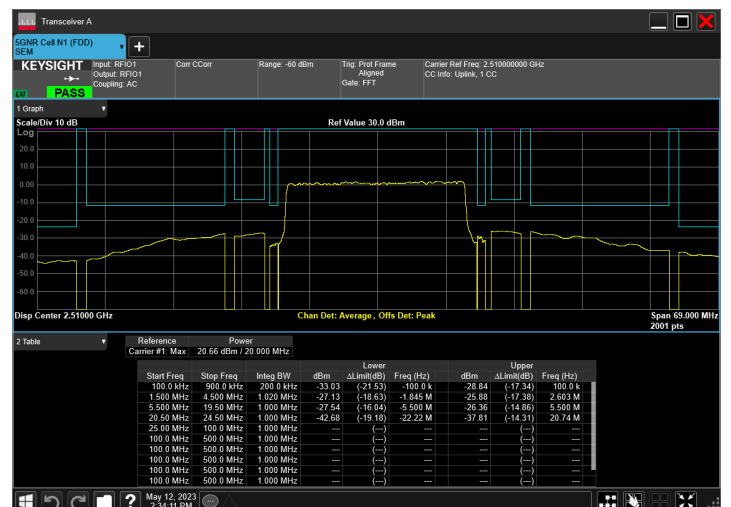 Transceiver A
5GNR Cell N1 (FDD)
SEM
KEYSIGHT
LXI
PASS
Input: RFIO1
Output: RFIO1
Coupling: AC
Corr CCorr
Range: -60 dBm
Trig: Prot Frame
Aligned
Gate: FFT
Carrier Ref Freq: 2.510000000 GHz
CC Info: Uplink, 1 CC
1 Graph
Scale/Div 10 dB
Ref Value 30.0 dBm
Log
20.0
10.0
0.00
-10.0
-20.0
-30.0
-40.0
-50.0
-60.0
Disp Center 2.51000 GHz
Chan Det: Average, Offs Det: Peak
Span 69.000 MHz
2001 pts
2 Table
Reference Power
Carrier #1: Max 20.66 dBm / 20.000 MHz
Lower Upper
Start Freq Stop Freq Integ BW dBm ΔLimit(dB) Freq (Hz) dBm ΔLimit(dB) Freq (Hz)
100.0 kHz 900.0 kHz 200.0 kHz -33.03 (-21.53) -100.0 k -28.84 (-17.34) 100.0 k
1.500 MHz 4.500 MHz 1.020 MHz -27.13 (-18.63) -1.845 M -25.88 (-17.38) 2.603 M
5.500 MHz 19.50 MHz 1.000 MHz -27.54 (-16.04) -5.500 M -26.36 (-14.86) 5.500 M
20.50 MHz 24.50 MHz 1.000 MHz -42.68 (-19.18) -22.22 M -37.81 (-14.31) 20.74 M
25.00 MHz 100.0 MHz 1.000 MHz --- (---) --- --- (---) ---
100.0 MHz 500.0 MHz 1.000 MHz --- (---) --- --- (---) ---
100.0 MHz 500.0 MHz 1.000 MHz --- (---) --- --- (---) ---
100.0 MHz 500.0 MHz 1.000 MHz --- (---) --- --- (---) ---
100.0 MHz 500.0 MHz 1.000 MHz --- (---) --- --- (---) ---
100.0 MHz 500.0 MHz 1.000 MHz --- (---) --- --- (---) ---
?
May 12, 2023
2:34:11 PM